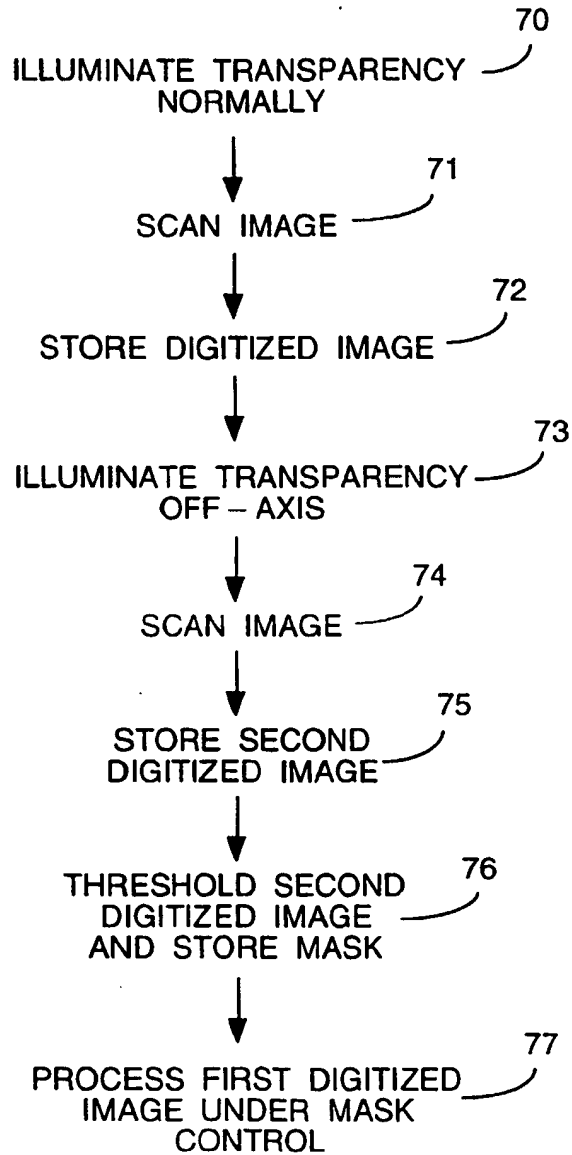 70
ILLUMINATE TRANSPARENCY
NORMALLY
71
SCAN IMAGE
72
STORE DIGITIZED IMAGE
73
ILLUMINATE TRANSPARENCY
OFF – AXIS
74
SCAN IMAGE
75
STORE SECOND
DIGITIZED IMAGE
76
THRESHOLD SECOND
DIGITIZED IMAGE
AND STORE MASK
77
PROCESS FIRST DIGITIZED
IMAGE UNDER MASK
CONTROL